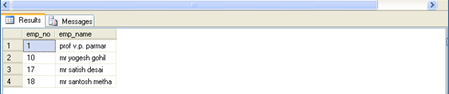 Results Messages
emp_no emp_name
1 1 prof v.p. parmar
2 10 mr yogesh gohil
3 17 mr satish desai
4 18 mr santosh metha